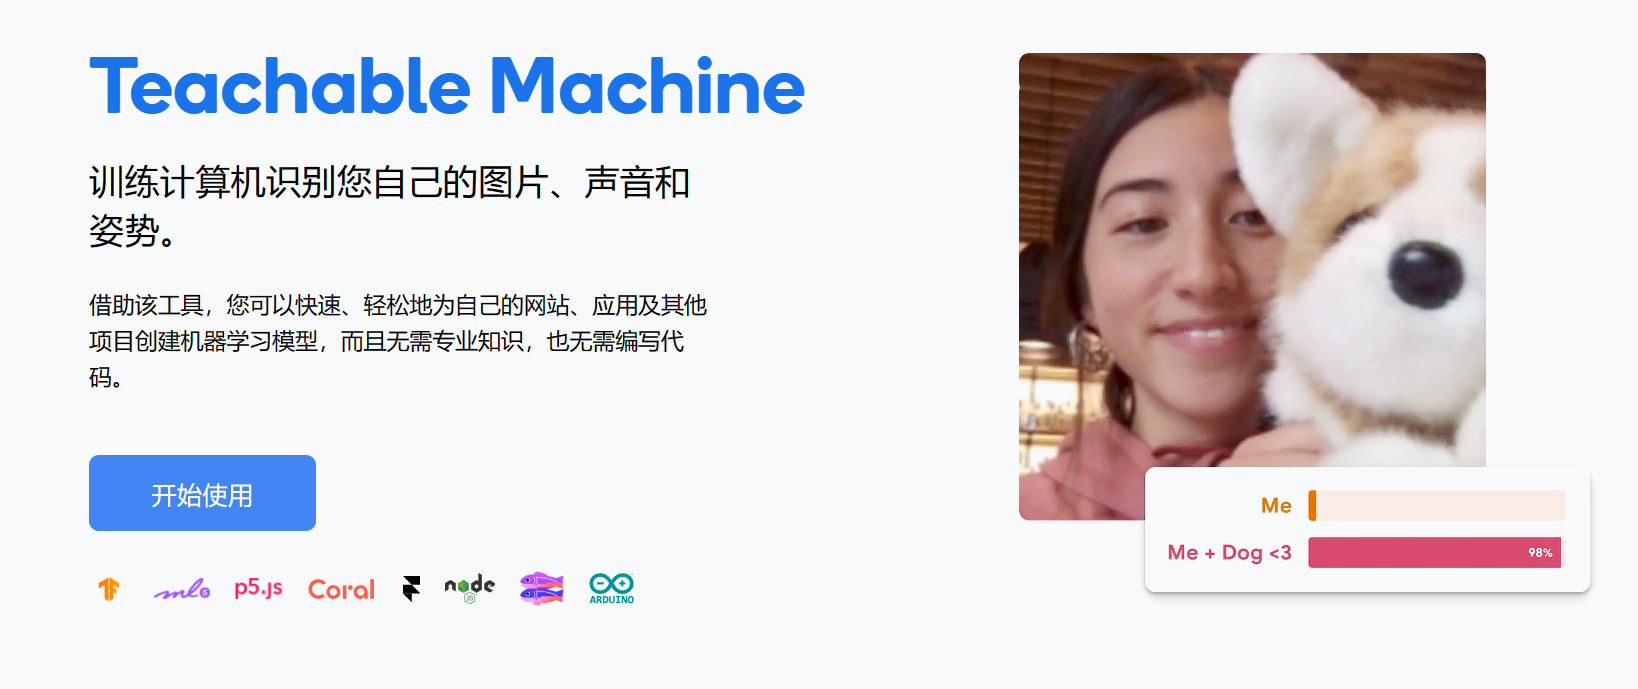 Teachable Machine
训练计算机识别您自己的图片、声音和
姿势。
借助该工具，您可以快速、轻松地为自己的网站、应用及其他
项目创建机器学习模型，而且无需专业知识，也无需编写代
码。
开始使用
ml5 p5.js Coral node JS ARDUINO
Me
Me + Dog <3 98%